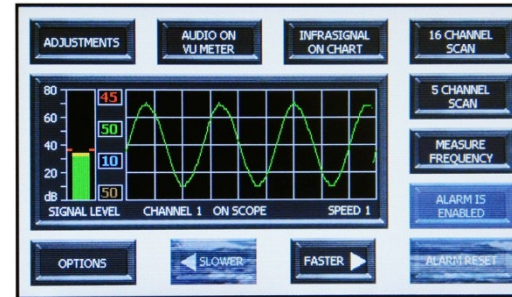 ADJUSTMENTS
AUDIO ON
VU METER
INFRASIGNAL
ON CHART
16 CHANNEL
SCAN
80
60
40
20
dB
45
50
10
50
5 CHANNEL
SCAN
MEASURE
FREQUENCY
SIGNAL LEVEL
CHANNEL 1 ON SCOPE
SPEED 1
ALARM IS
ENABLED
OPTIONS
SLOWER
FASTER
ALARM RESET